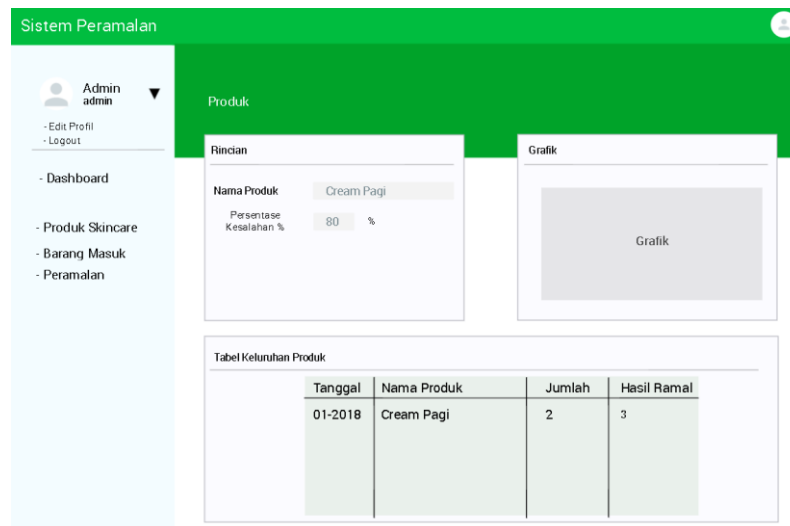 Sistem Peramalan
Admin
admin
- Edit Profil
- Logout
- Dashboard
- Produk Skincare
- Barang Masuk
- Peramalan
Produk
Rincian
Nama Produk Cream Pagi
Persentase
Kesalahan % 80 %
Grafik
Grafik
Tabel Keluruhan Produk
Tanggal Nama Produk Jumlah Hasil Ramal
01-2018 Cream Pagi 2 3